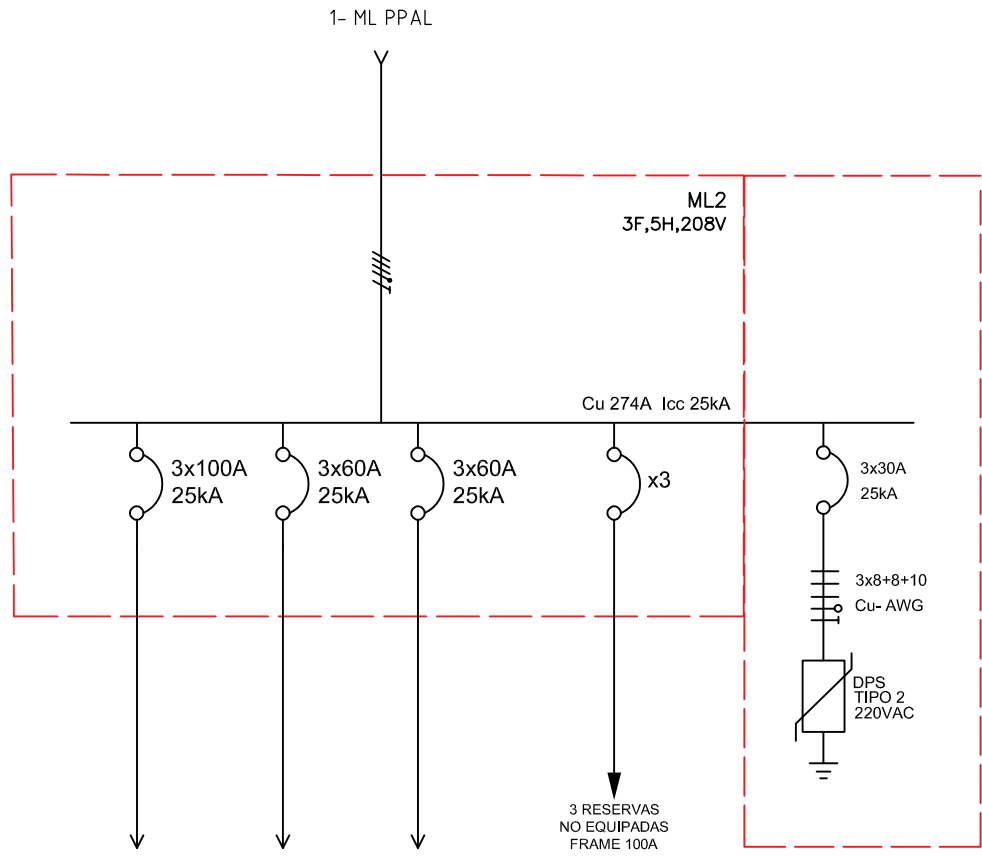 1- ML PPAL
ML2
3F,5H,208V
Cu 274A Icc 25kA
3x100A
25kA
3x60A
25kA
3x60A
25kA
x3
3x30A
25kA
3x8+8+10
Cu- AWG
DPS
TIPO 2
220VAC
3 RESERVAS
NO EQUIPADAS
FRAME 100A